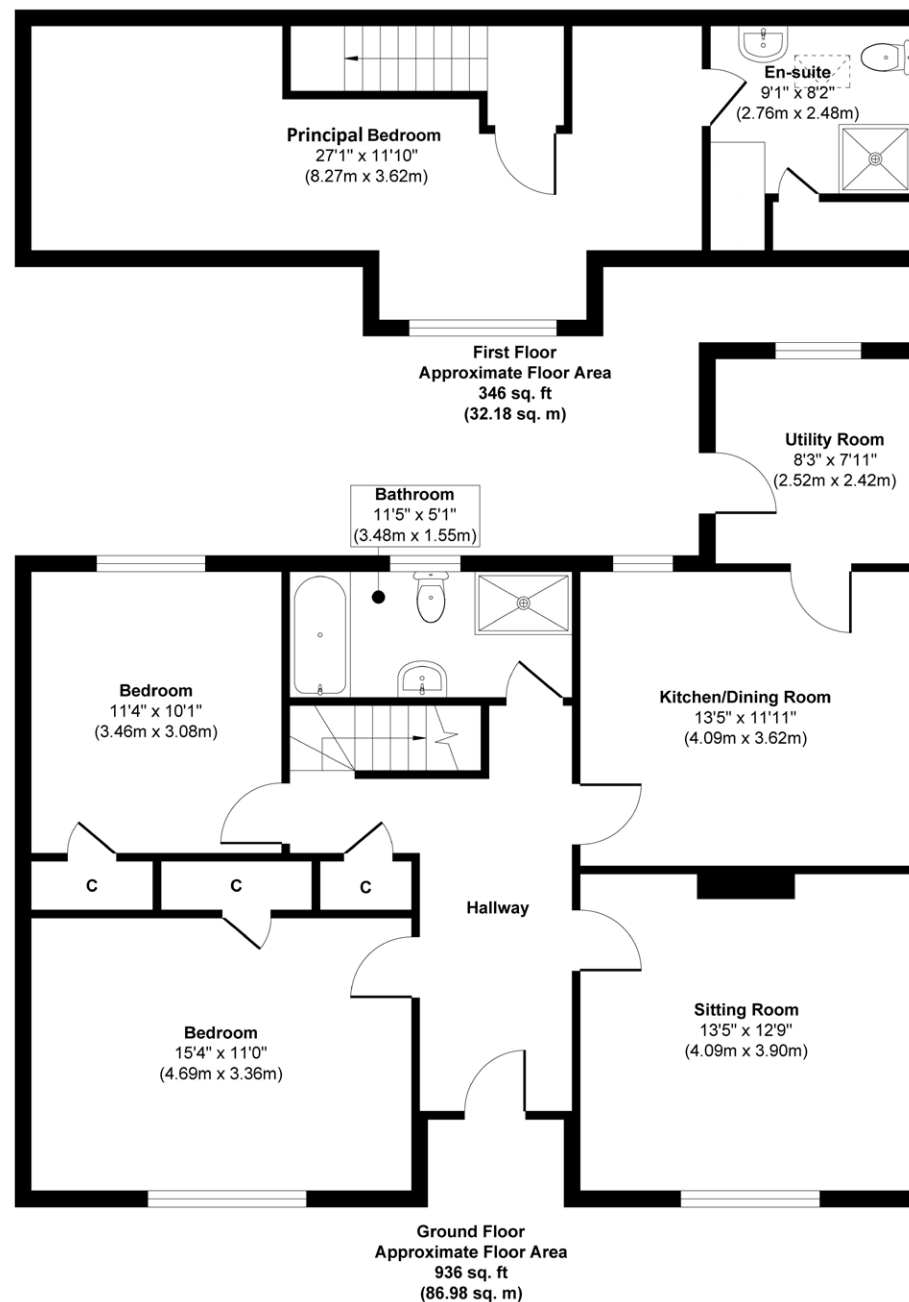 En-suite
9'1" x 8'2"
(2.76m x 2.48m)
Principal Bedroom
27'1" x 11'10"
(8.27m x 3.62m)
First Floor
Approximate Floor Area
346 sq. ft
(32.18 sq. m)
Utility Room
8'3" x 7'11"
(2.52m x 2.42m)
Bathroom
11'5" x 5'1"
(3.48m x 1.55m)
Bedroom
11'4" x 10'1"
(3.46m x 3.08m)
Kitchen/Dining Room
13'5" x 11'11"
(4.09m x 3.62m)
C
C
C
Hallway
Sitting Room
13'5" x 12'9"
(4.09m x 3.90m)
Bedroom
15'4" x 11'0"
(4.69m x 3.36m)
Ground Floor
Approximate Floor Area
936 sq. ft
(86.98 sq. m)